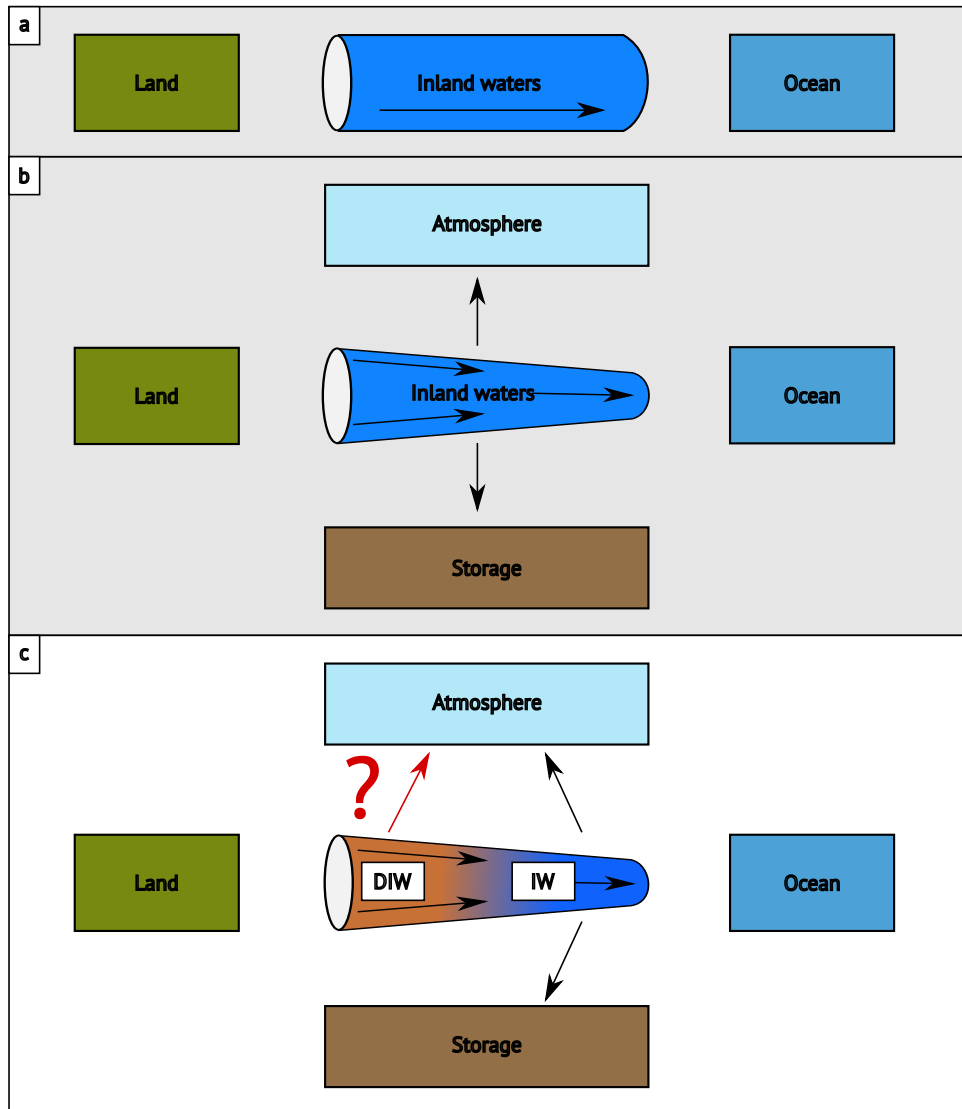 a
Land
Inland waters
Ocean
b
Atmosphere
Land
Inland waters
Ocean
Storage
c
Atmosphere
?
Land
DIW
IW
Ocean
Storage